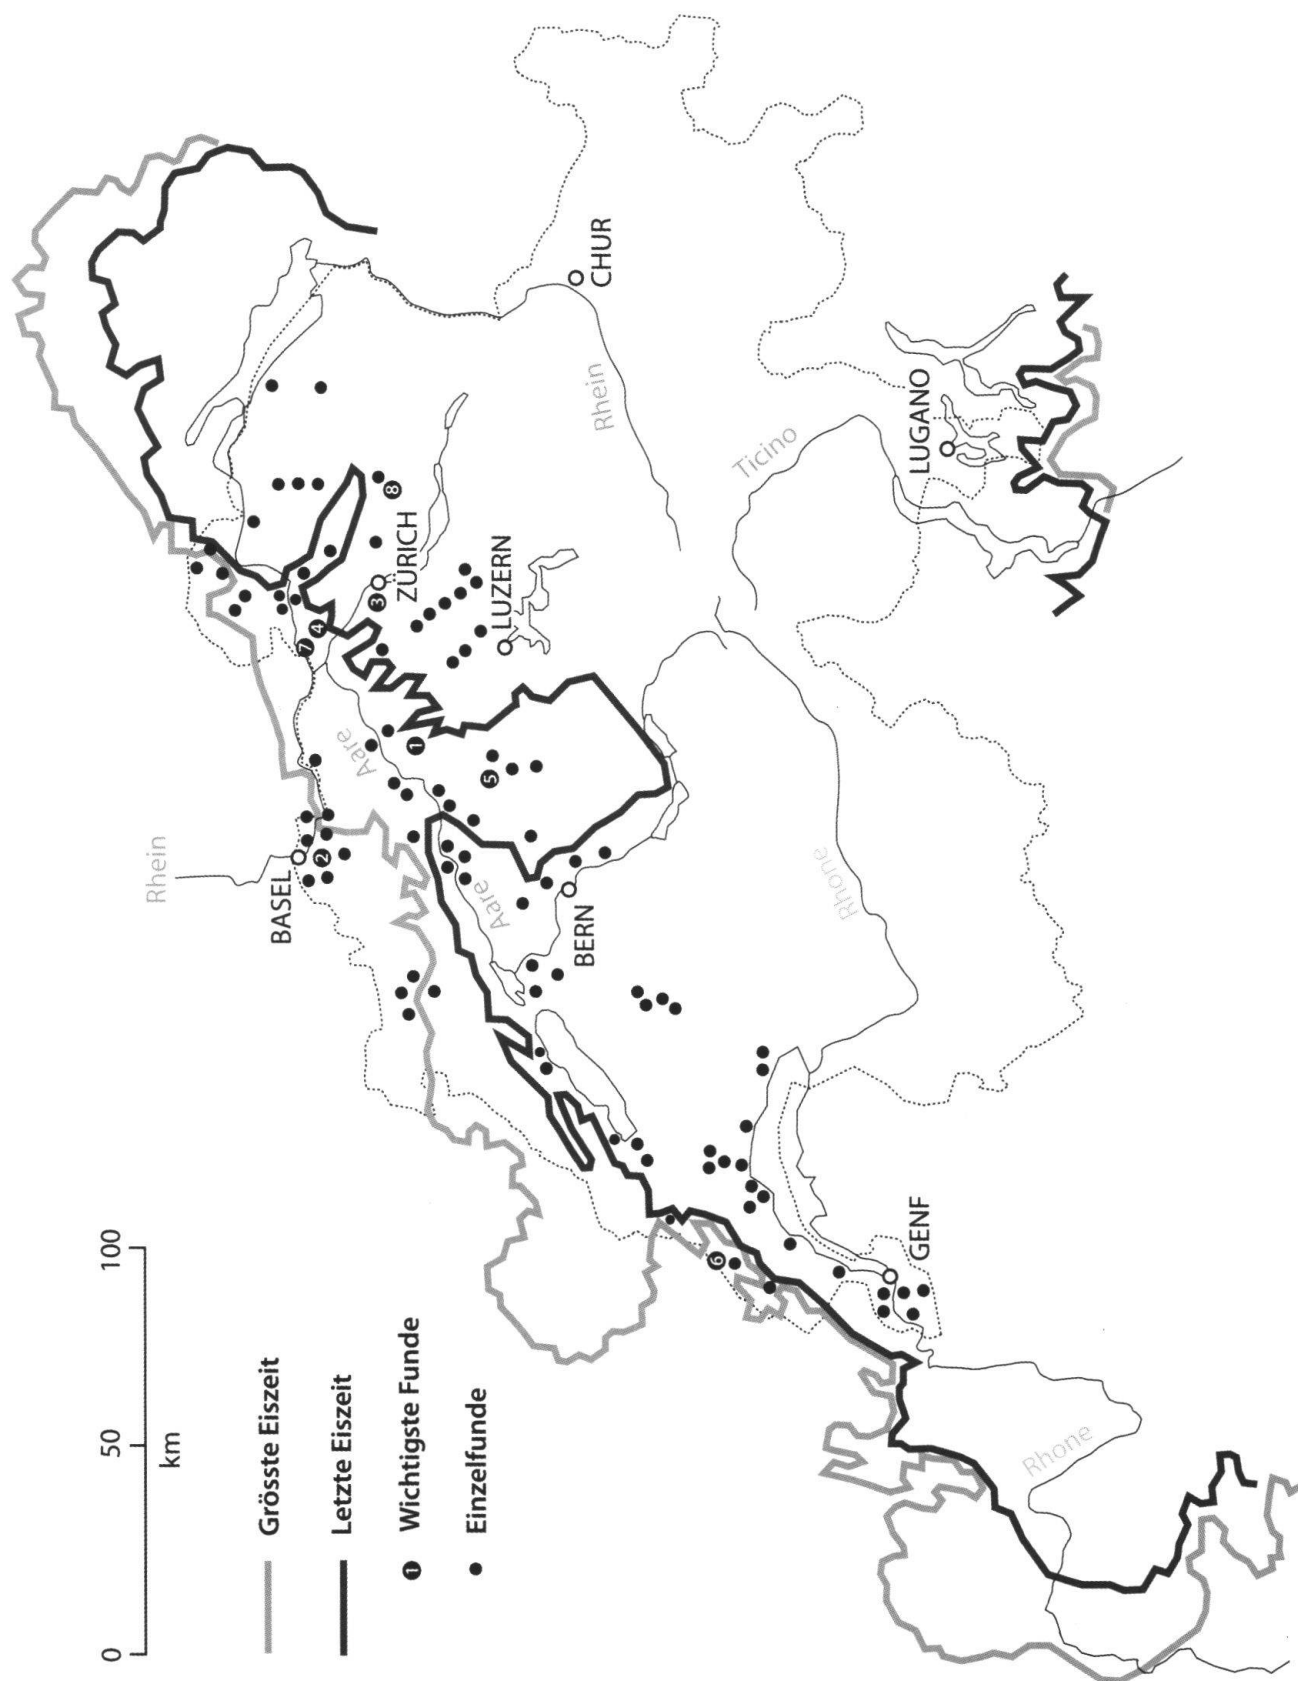 0 50 100
km
Grösste Eiszeit
Letzte Eiszeit
1 Wichtigste Funde
Einzelfunde
Rhein
BASEL
2
7
4
3
ZÜRICH
8
Aare
1
LUZERN
5
Aare
BERN
CHUR
Rhein
Ticino
LUGANO
Rhone
6
GENF
Rhone